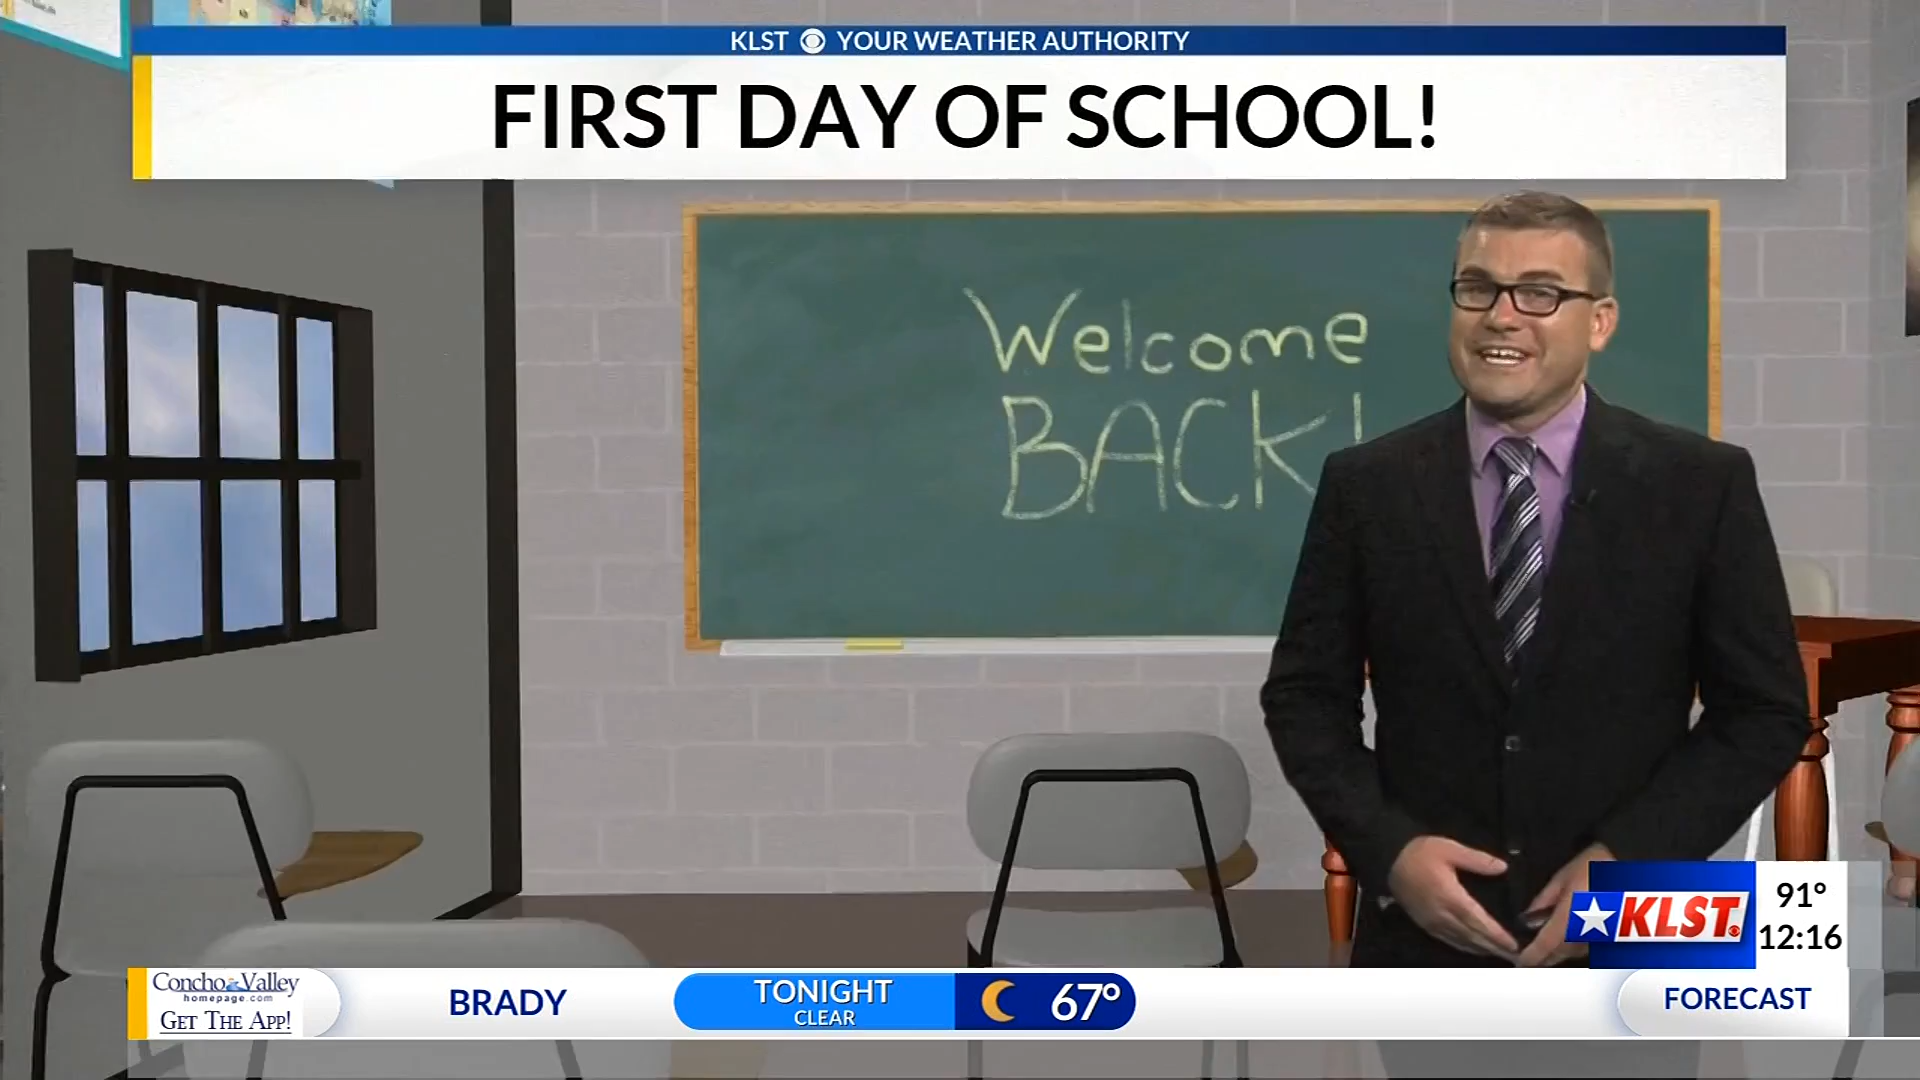 KLST YOUR WEATHER AUTHORITY
FIRST DAY OF SCHOOL!
Welcome
BACK!
KLST
91°
12:16
Concho Valley
homepage.com
GET THE APP!
BRADY
TONIGHT
CLEAR
67°
FORECAST